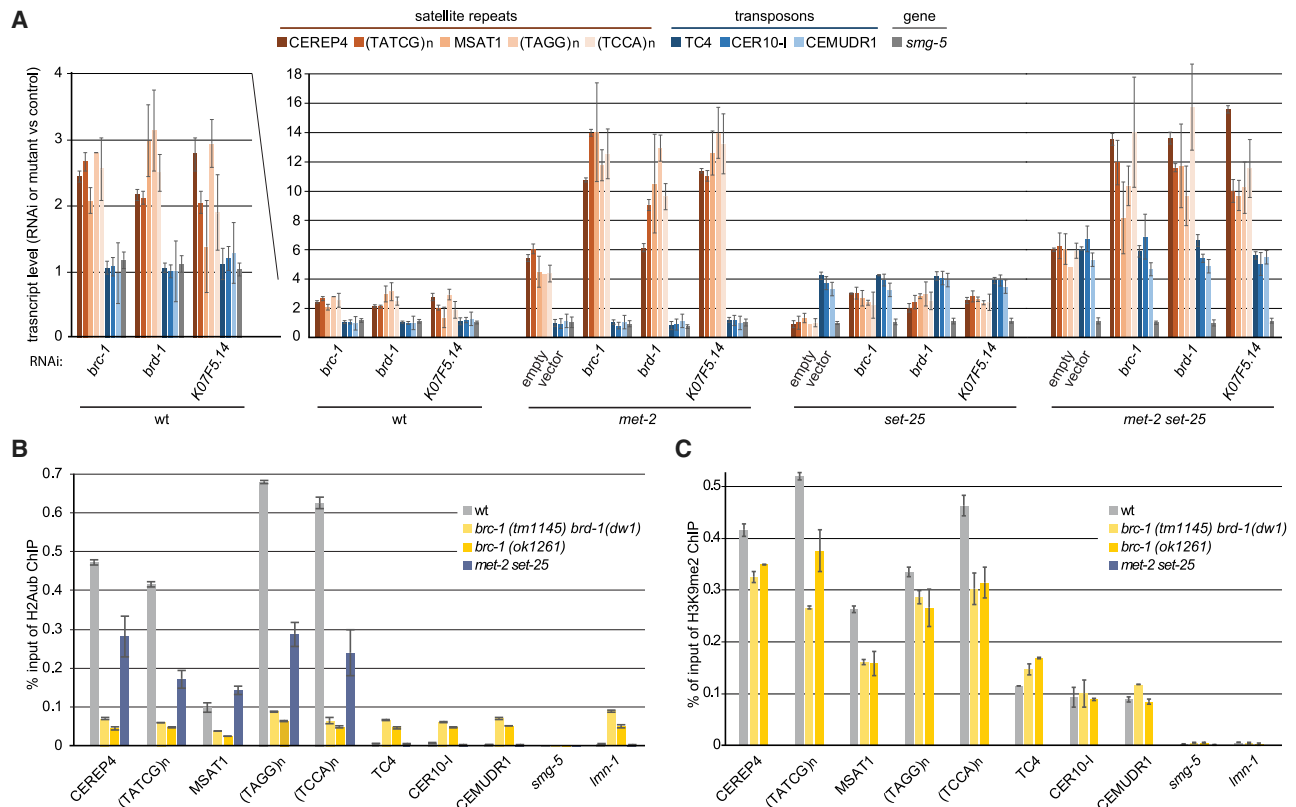 A
satellite repeats transposons gene
CEREP4 (TATCG)n MSAT1 (TAGG)n (TCCA)n TC4 CER10-I CEMUDR1 smg-5
trasncript level (RNAi or mutant vs control)
4
3
2
1
0
18
16
14
12
10
8
6
4
2
0
RNAi: brc-1 brd-1 K07F5.14 brc-1 brd-1 K07F5.14 empty vector brc-1 brd-1 K07F5.14 empty vector brc-1 brd-1 K07F5.14 empty vector brc-1 brd-1 K07F5.14
wt wt met-2 set-25 met-2 set-25
B
% input of H2Aub ChIP
0.7
0.6
0.5
0.4
0.3
0.2
0.1
0
wt
brc-1 (tm1145) brd-1(dw1)
brc-1 (ok1261)
met-2 set-25
CEREP4 (TATCG)n MSAT1 (TAGG)n (TCCA)n TC4 CER10-I CEMUDR1 smg-5 lmn-1
C
% of input of H3K9me2 ChIP
0.5
0.4
0.3
0.2
0.1
0
wt
brc-1 (tm1145) brd-1(dw1)
brc-1 (ok1261)
met-2 set-25
CEREP4 (TATCG)n MSAT1 (TAGG)n (TCCA)n TC4 CER10-I CEMUDR1 smg-5 lmn-1